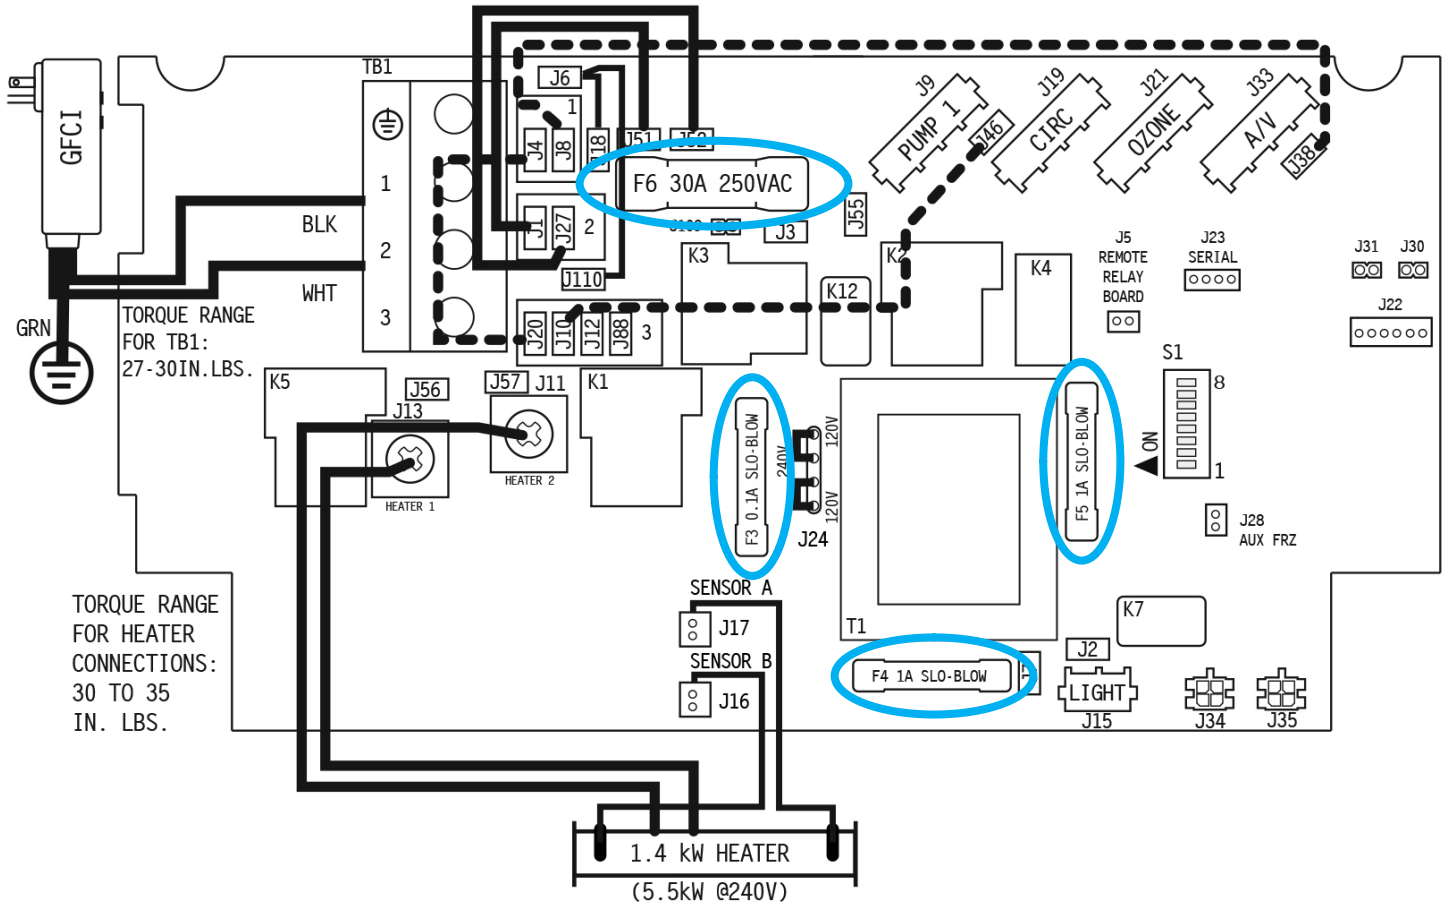 GFCI
BLK
WHT
GRN
TORQUE RANGE
FOR TB1:
27-30IN.LBS.
TB1
1
2
3
J6
1
J4
J8
J18
J51
J52
F6 30A 250VAC
J1
J27
2
J3
J55
J110
J20
J10
J12
J88
3
K3
K12
K2
K4
J9
PUMP 1
J46
J19
CIRC
J21
OZONE
J33
A/V
J38
J5
REMOTE
RELAY
BOARD
J23
SERIAL
J31
J30
J22
K5
J56
J13
HEATER 1
J57
J11
HEATER 2
K1
F3 0.1A SLO-BLOW
240V
120V
120V
J24
T1
F5 1A SLO-BLOW
S1
8
ON
1
J28
AUX FRZ
K7
F4 1A SLO-BLOW
J2
LIGHT
J15
J34
J35
SENSOR A
J17
SENSOR B
J16
TORQUE RANGE
FOR HEATER
CONNECTIONS:
30 TO 35
IN. LBS.
1.4 kW HEATER
(5.5kW @240V)